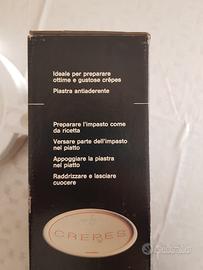 Ideale per preparare
ottime e gustose crêpes
Piastra antiaderente
Preparare l'impasto come
da ricetta
Versare parte dell'impasto
nel piatto
Appoggiare la piastra
nel piatto
Raddrizzare e lasciare
cuocere
CREPES